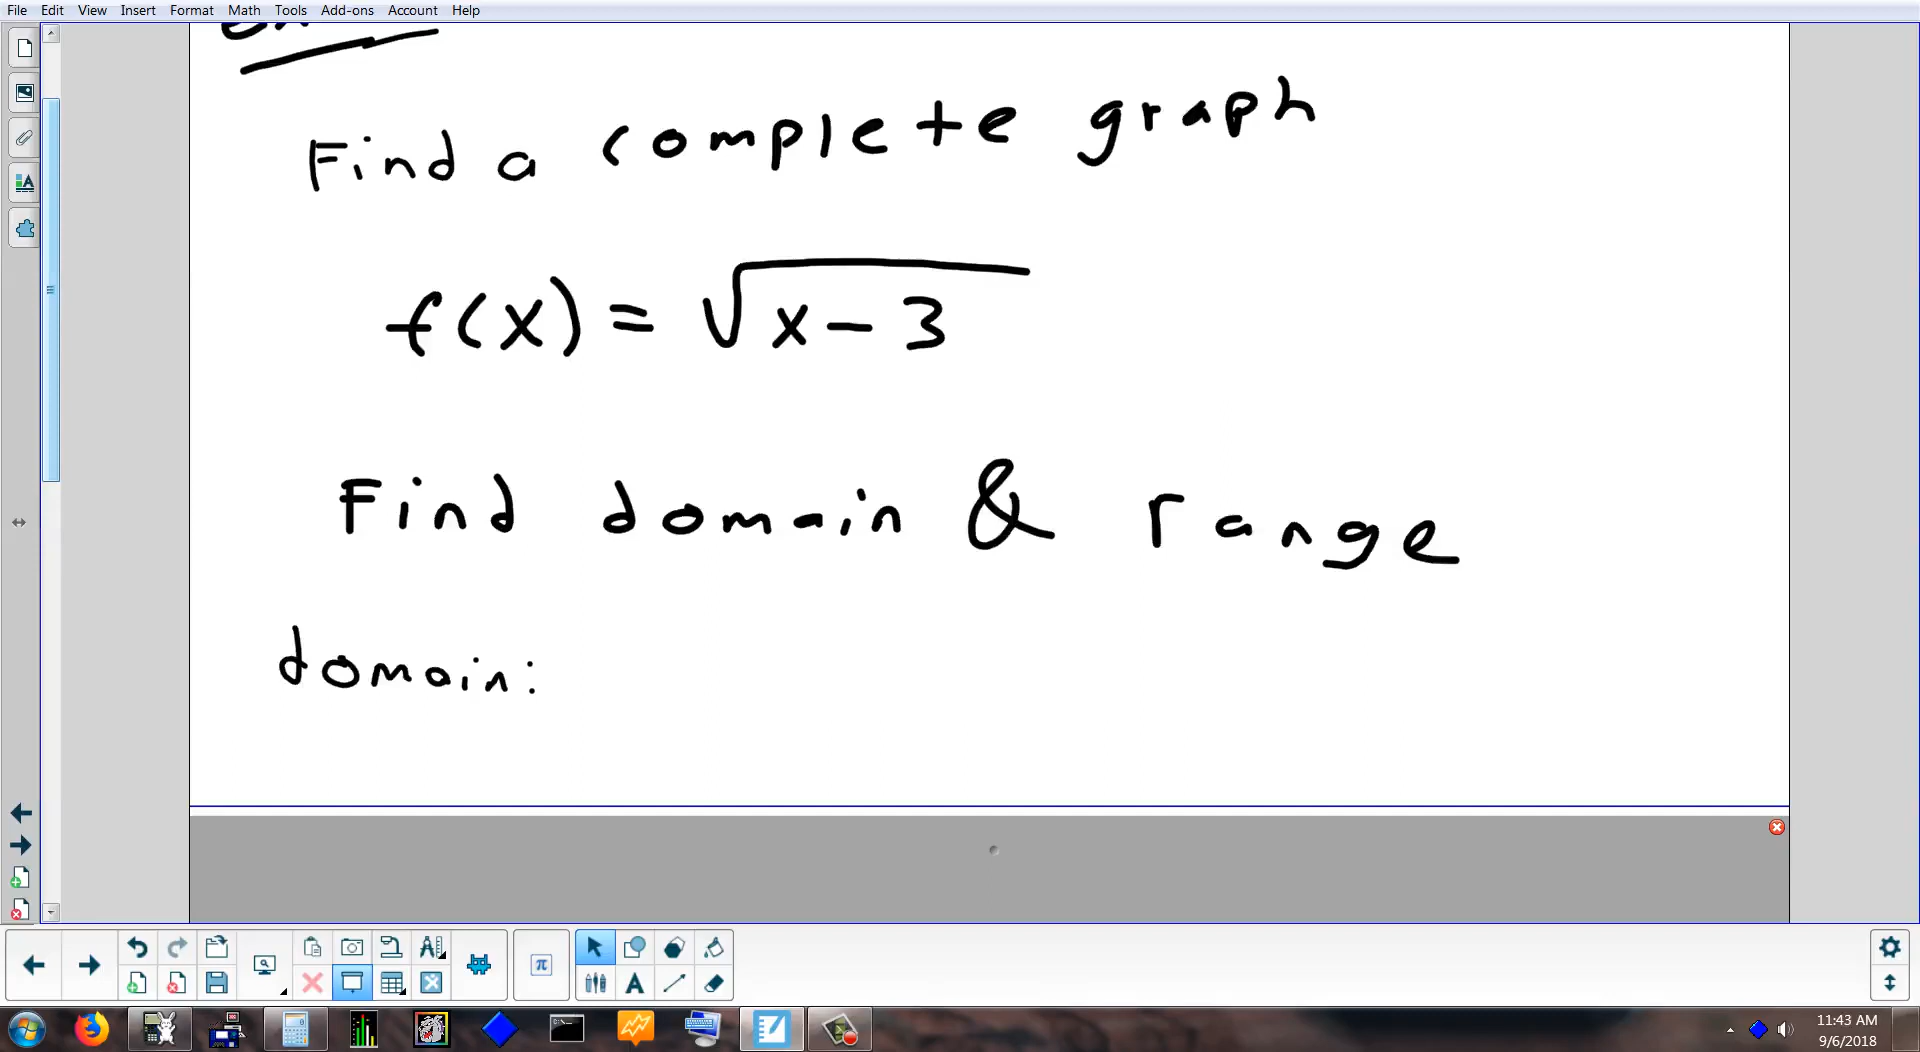 File Edit View Insert Format Math Tools Add-ons Account Help
Find a complete graph
f(x) = √x - 3
Find domain & range
domain:
11:43 AM
9/6/2018